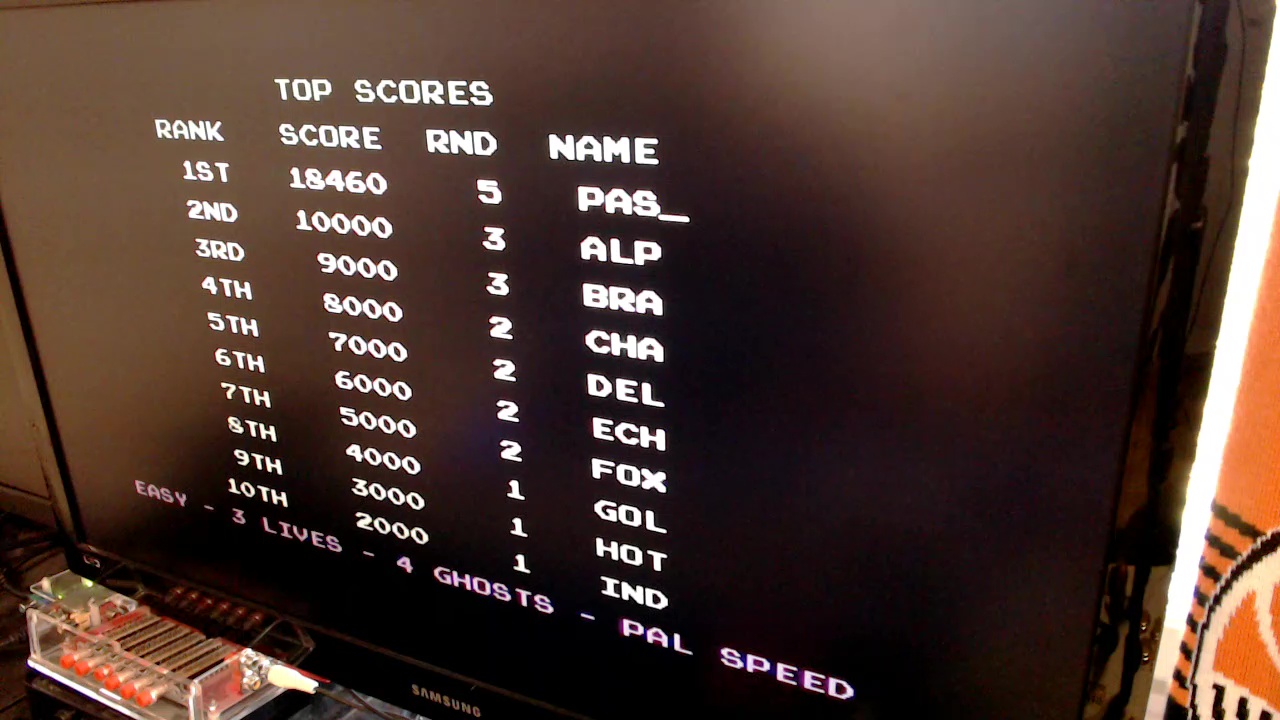 TOP SCORES
RANK SCORE RND NAME
1ST 18460 5 PAS_
2ND 10000 3 ALP
3RD 9000 3 BRA
4TH 8000 2 CHA
5TH 7000 2 DEL
6TH 6000 2 ECH
7TH 5000 2 FOX
8TH 4000 1 GOL
9TH 3000 1 HOT
10TH 2000 1 IND
EASY - 3 LIVES - 4 GHOSTS - PAL SPEED
SAMSUNG